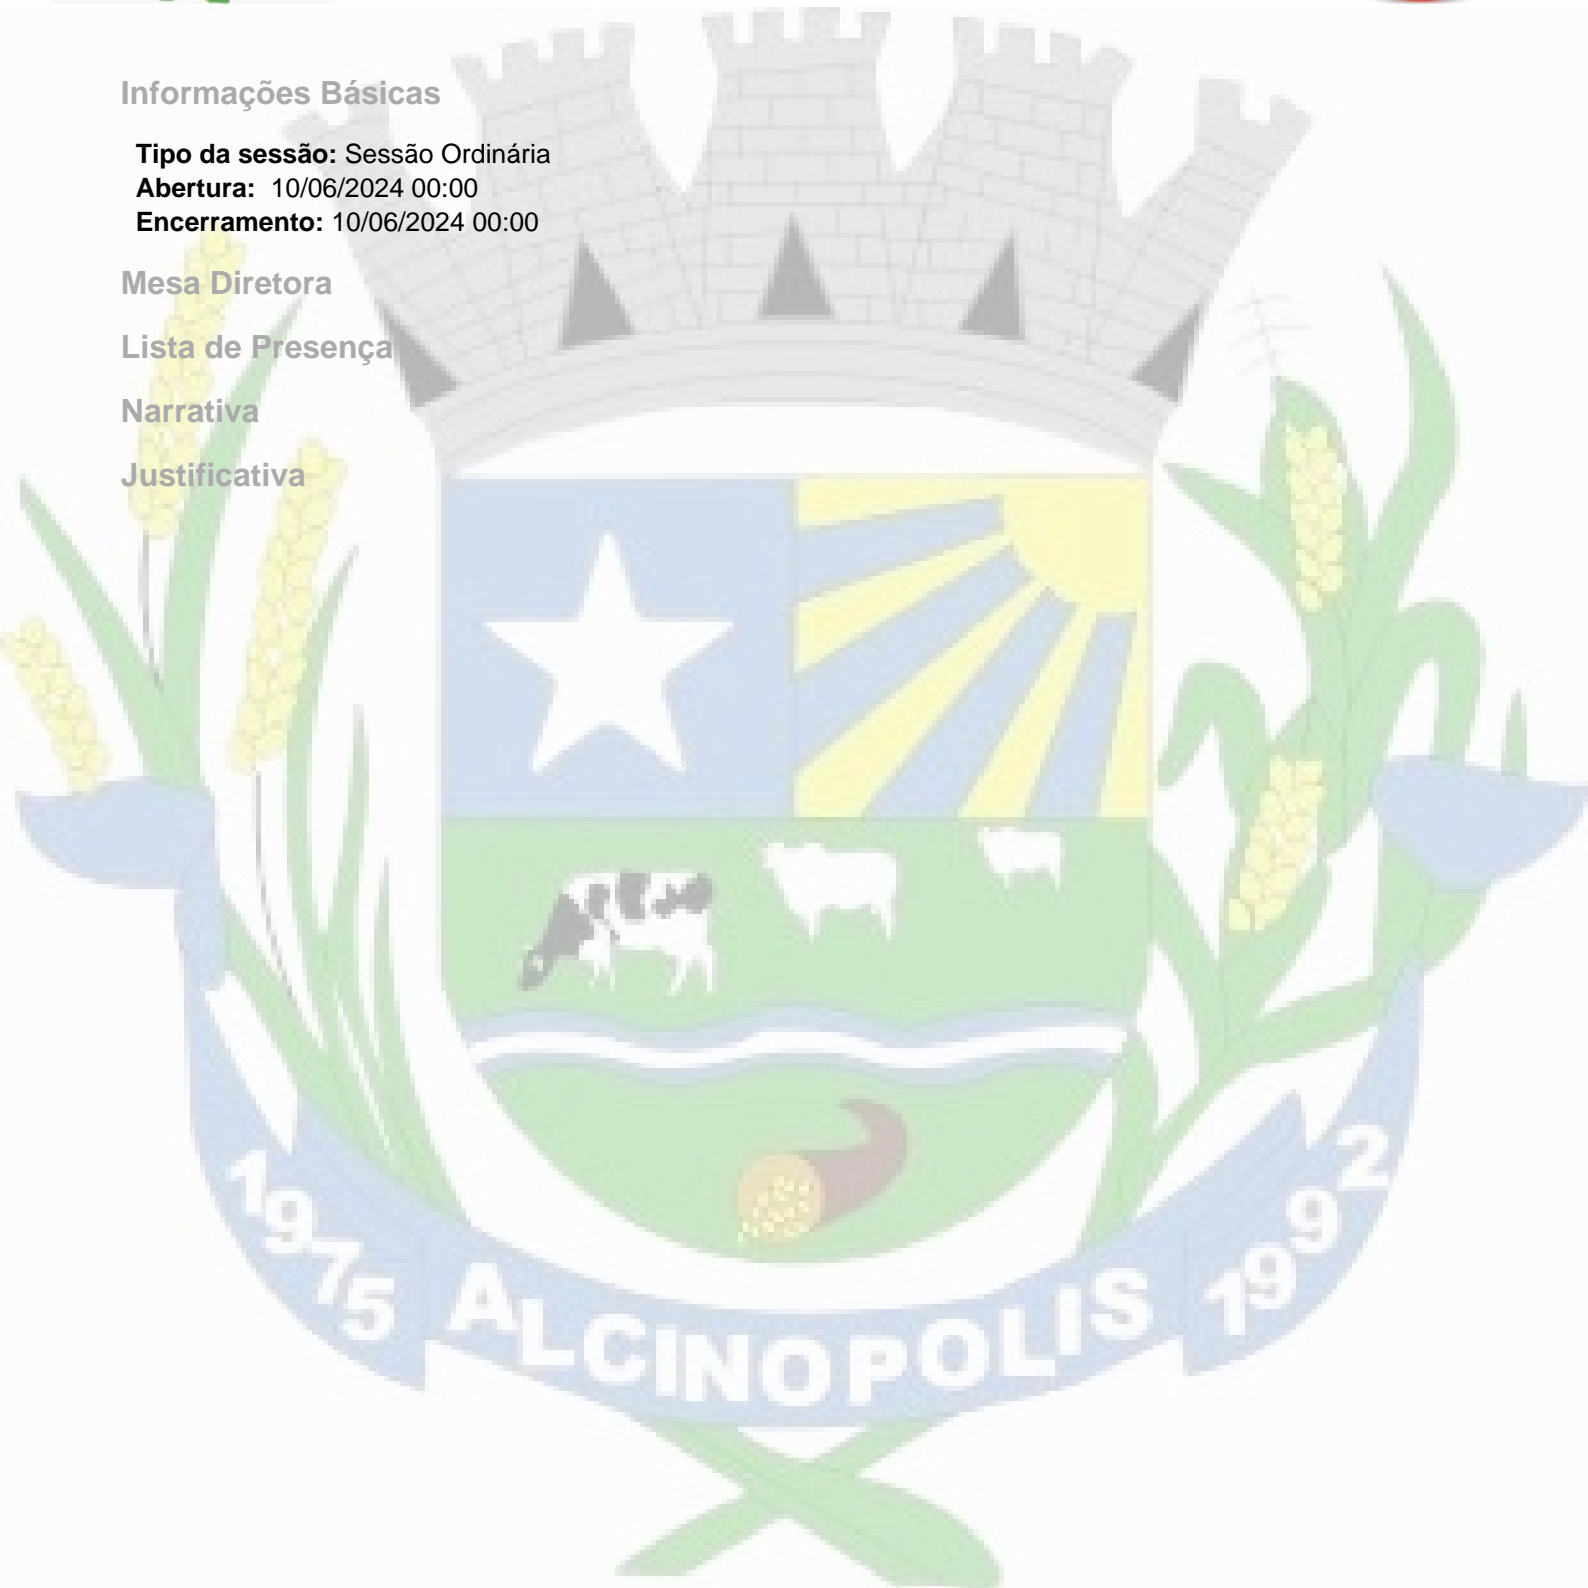 Informações Básicas
Tipo da sessão: Sessão Ordinária
Abertura: 10/06/2024 00:00
Encerramento: 10/06/2024 00:00
Mesa Diretora
Lista de Presença
Narrativa
Justificativa
1975 ALCINOPOLIS 1992